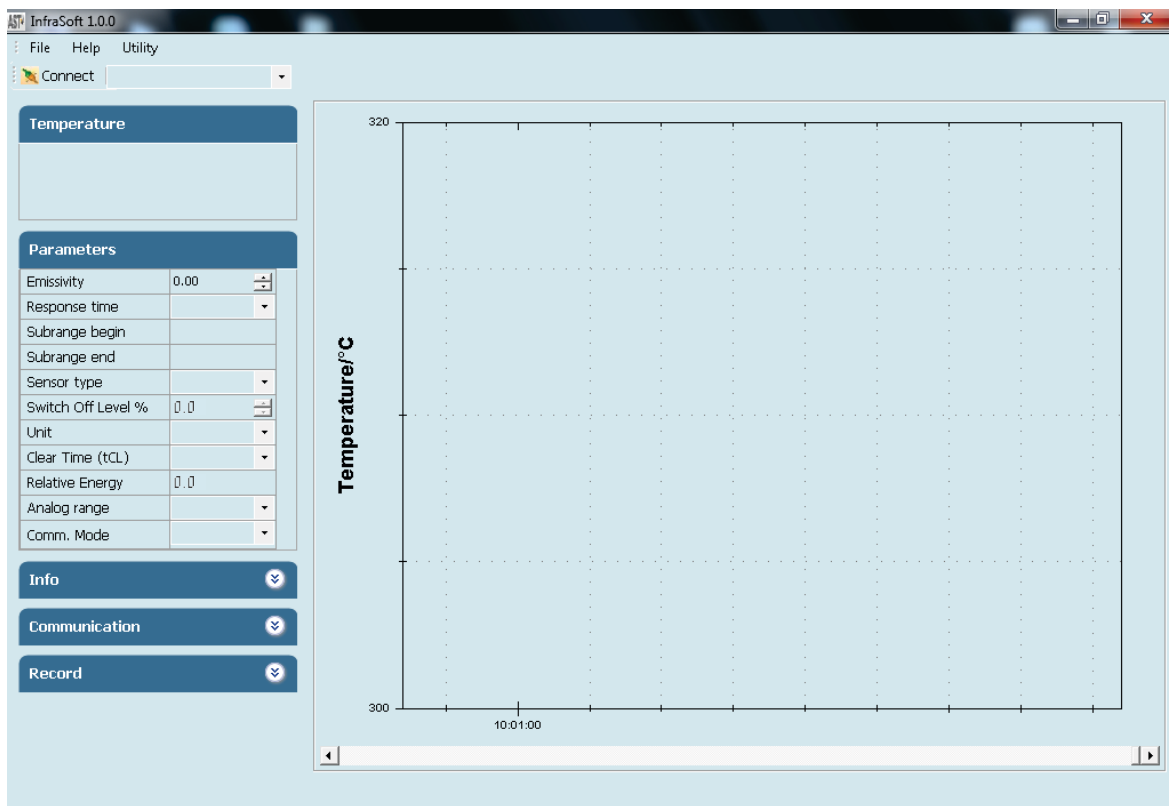 AST InfraSoft 1.0.0
File Help Utility
Connect
Temperature
Parameters
Emissivity 0.00
Response time
Subrange begin
Subrange end
Sensor type
Switch Off Level % 0.0
Unit
Clear Time (tCL)
Relative Energy 0.0
Analog range
Comm. Mode
Info
Communication
Record
320
Temperature/°C
300
10:01:00